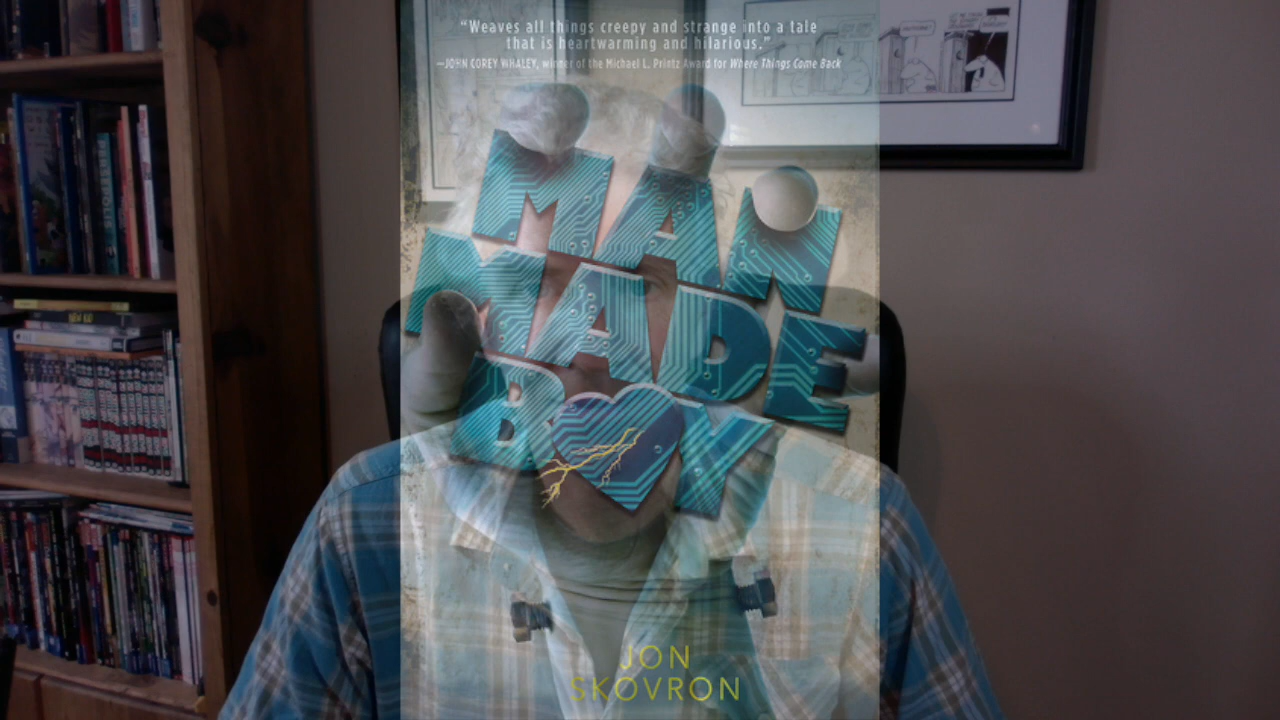 “Weaves all things creepy and strange into a tale
that is heartwarming and hilarious.”
—JOHN COREY WHALEY, winner of the Michael L. Printz Award for Where Things Come Back
MAN
MADE
BOY
JON
SKOVRON